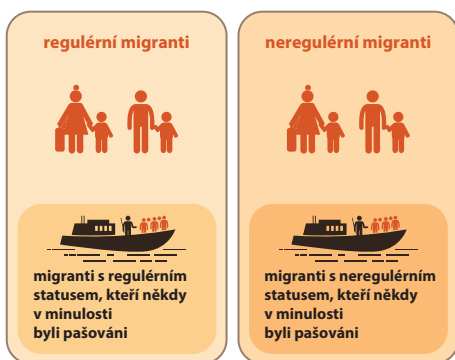 regulérní migranti
migranti s regulérním
statusem, kteří někdy
v minulosti
byli pašováni
neregulérní migranti
migranti s neregulérním
statusem, kteří někdy
v minulosti
byli pašováni